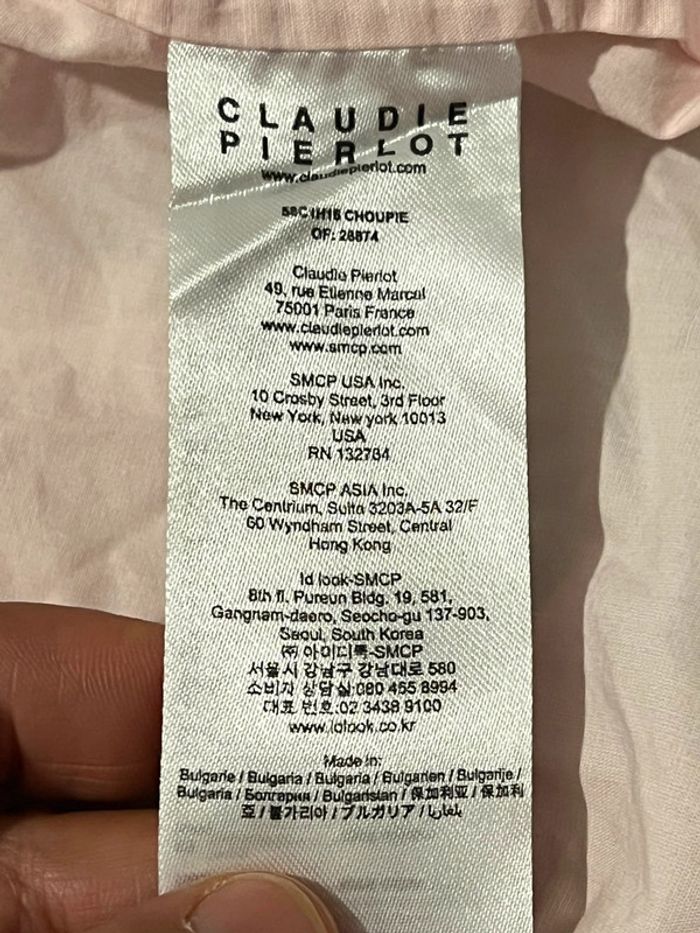 CLAUDIE
PIERLOT
www.claudiepierlot.com
CHOUPIE
OF: 28874
Claudie Pierlot
49, rue Etienne Marcel
75001 Paris France
www.claudiepierlot.com
www.smcp.com
SMCP USA Inc.
10 Crosby Street, 3rd Floor
New York, New york 10013
USA
RN 132784
SMCP ASIA Inc.
The Centrium, Suite 3203A-5A 32/F
60 Wyndham Street, Central
Hong Kong
Id look-SMCP
8th fl. Pureun Bldg. 19, 581,
Gangnam-daero, Seocho-gu 137-903,
Seoul, South Korea
㈜ 아이디룩-SMCP
서울시 강남구 강남대로 580
소비자 상담실:080 455 8994
대표 번호:02 3438 9100
www.idlook.co.kr
Made in:
Bulgarie / Bulgaria / Bulgaria / Bulgarien / Bulgarije /
Bulgaria / Болгария / Bulgaristan / 保加利亚 / 保加利
亞 / 불가리아 / ブルガリア / بلغاريا